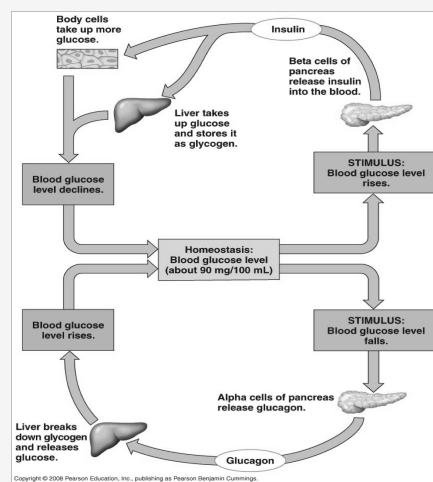 Body cells
take up more
glucose.
Insulin
Beta cells of
pancreas
release insulin
into the blood.
Liver takes
up glucose
and stores it
as glycogen.
Blood glucose
level declines.
STIMULUS:
Blood glucose level
rises.
Homeostasis:
Blood glucose level
(about 90 mg/100 mL)
Blood glucose
level rises.
STIMULUS:
Blood glucose level
falls.
Alpha cells of pancreas
release glucagon.
Liver breaks
down glycogen
and releases
glucose.
Glucagon
Copyright © 2008 Pearson Education, Inc., publishing as Pearson Benjamin Cummings.